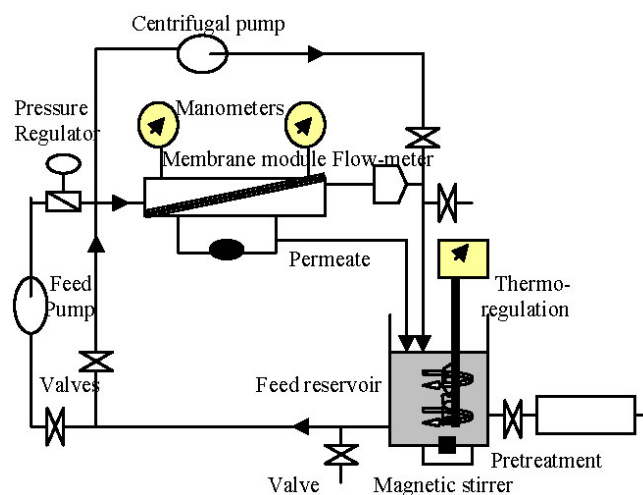 Centrifugal pump
Pressure
Regulator
Manometers
Membrane module Flow-meter
Permeate
Feed
Pump
Thermo-
regulation
Valves
Feed reservoir
Pretreatment
Valve
Magnetic stirrer